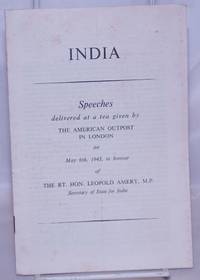 INDIA
Speeches
delivered at a tea given by
THE AMERICAN OUTPOST
IN LONDON
on
May 6th, 1942, in honour
of
THE RT. HON. LEOPOLD AMERY, M.P.
Secretary of State for India